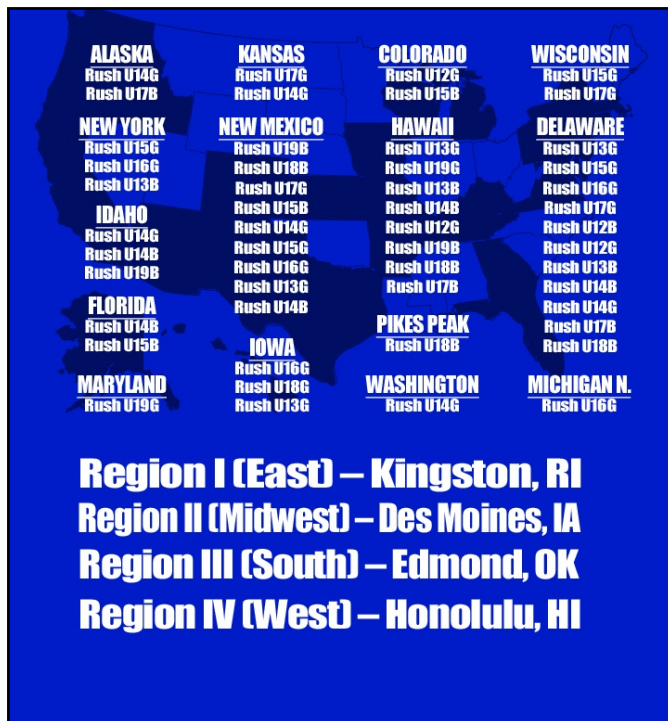 ALASKA
Rush U14G
Rush U17B
NEW YORK
Rush U15G
Rush U16G
Rush U13B
IDAHO
Rush U14G
Rush U14B
Rush U19B
FLORIDA
Rush U14B
Rush U15B
MARYLAND
Rush U19G
KANSAS
Rush U17G
Rush U14G
NEW MEXICO
Rush U19B
Rush U18B
Rush U17G
Rush U15B
Rush U14G
Rush U15G
Rush U16G
Rush U13G
Rush U14B
IOWA
Rush U16G
Rush U18G
Rush U13G
COLORADO
Rush U12G
Rush U15B
HAWAII
Rush U13G
Rush U19G
Rush U13B
Rush U14B
Rush U12G
Rush U19B
Rush U18B
Rush U17B
PIKES PEAK
Rush U18B
WASHINGTON
Rush U14G
WISCONSIN
Rush U15G
Rush U17G
DELAWARE
Rush U13G
Rush U15G
Rush U16G
Rush U17G
Rush U12B
Rush U12G
Rush U13B
Rush U14B
Rush U14G
Rush U17B
Rush U18B
MICHIGAN N.
Rush U16G
Region I (East) – Kingston, RI
Region II (Midwest) – Des Moines, IA
Region III (South) – Edmond, OK
Region IV (West) – Honolulu, HI